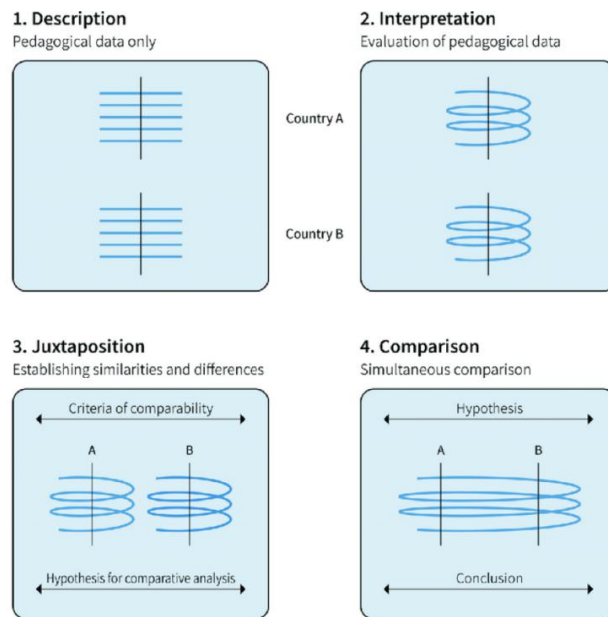 1. Description
Pedagogical data only
2. Interpretation
Evaluation of pedagogical data
Country A
Country B
3. Juxtaposition
Establishing similarities and differences
Criteria of comparability
A
B
Hypothesis for comparative analysis
4. Comparison
Simultaneous comparison
Hypothesis
A
B
Conclusion